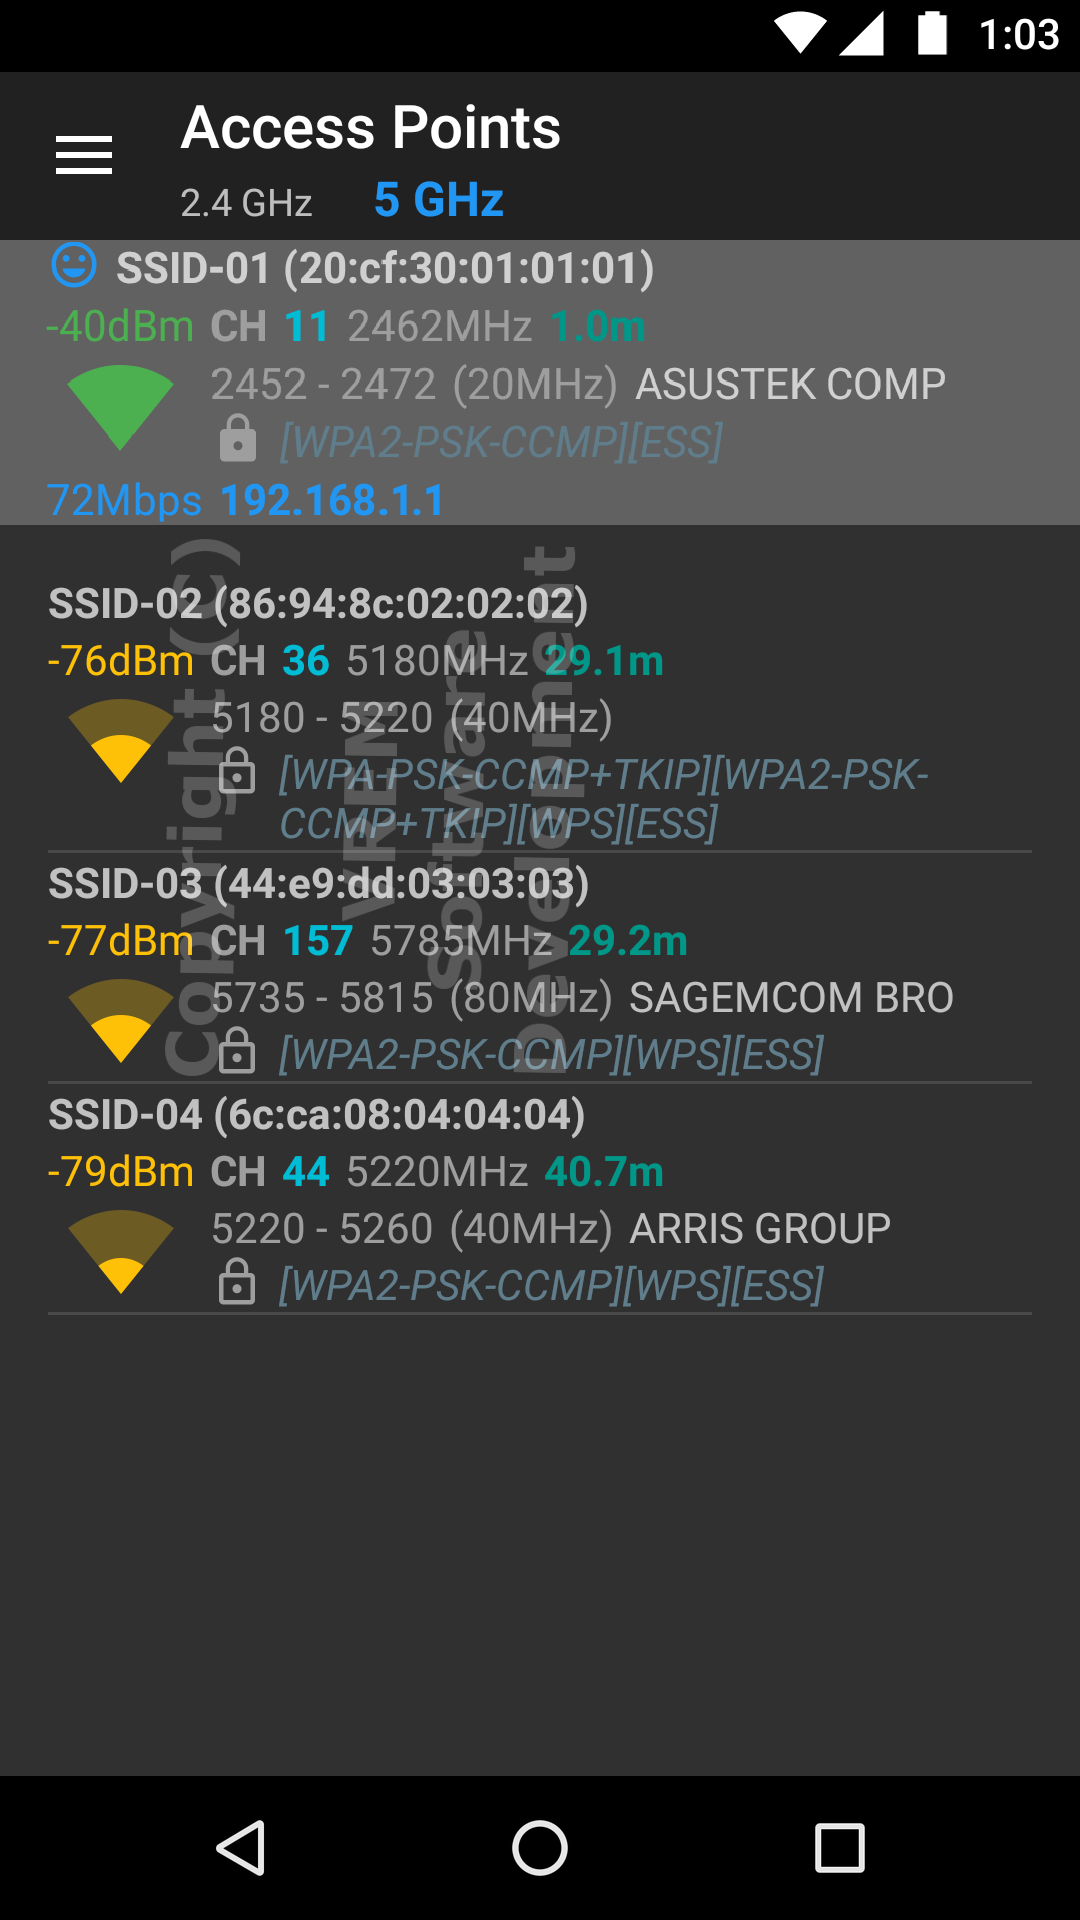 1:03
Access Points
2.4 GHz 5 GHz
SSID-01 (20:cf:30:01:01:01)
-40dBm CH 11 2462MHz 1.0m
2452 - 2472 (20MHz) ASUSTEK COMP
[WPA2-PSK-CCMP][ESS]
72Mbps 192.168.1.1
SSID-02 (86:94:8c:02:02:02)
-76dBm CH 36 5180MHz 29.1m
5180 - 5220 (40MHz)
[WPA-PSK-CCMP+TKIP][WPA2-PSK-
CCMP+TKIP][WPS][ESS]
SSID-03 (44:e9:dd:03:03:03)
-77dBm CH 157 5785MHz 29.2m
5735 - 5815 (80MHz) SAGEMCOM BRO
[WPA2-PSK-CCMP][WPS][ESS]
SSID-04 (6c:ca:08:04:04:04)
-79dBm CH 44 5220MHz 40.7m
5220 - 5260 (40MHz) ARRIS GROUP
[WPA2-PSK-CCMP][WPS][ESS]
Copyright (C)
VREM
Software
Development